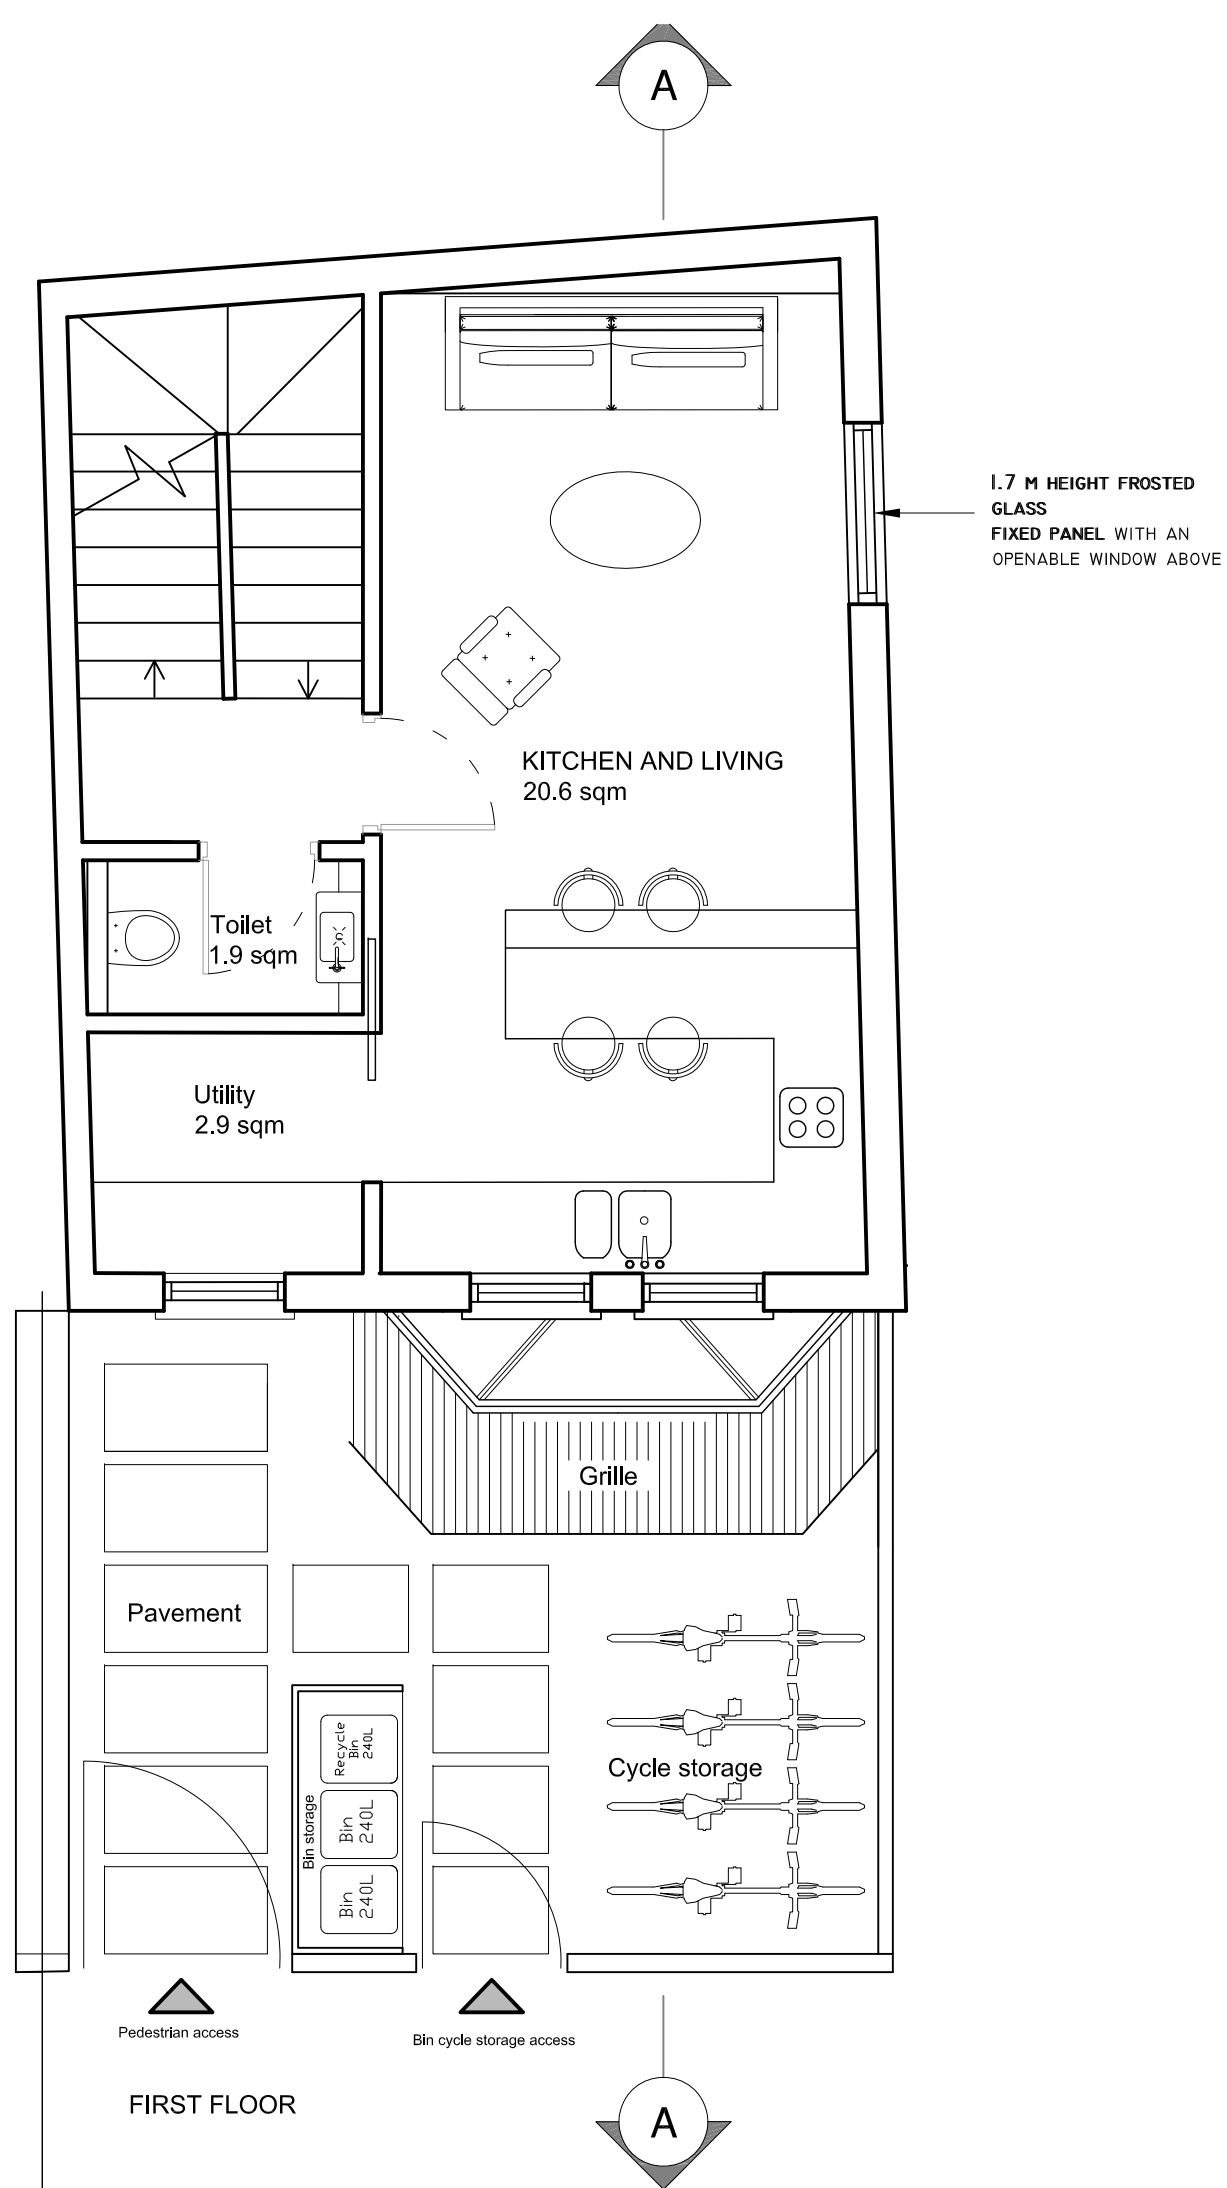 A
1.7 M HEIGHT FROSTED
GLASS
FIXED PANEL WITH AN
OPENABLE WINDOW ABOVE
KITCHEN AND LIVING
20.6 sqm
Toilet
1.9 sqm
C
Utility
2.9 sqm
Grille
Pavement
Recycle
Bin
240L
Cycle storage
Bin storage
Bin
240L
Bin
240L
Pedestrian access
Bin cycle storage access
FIRST FLOOR
A